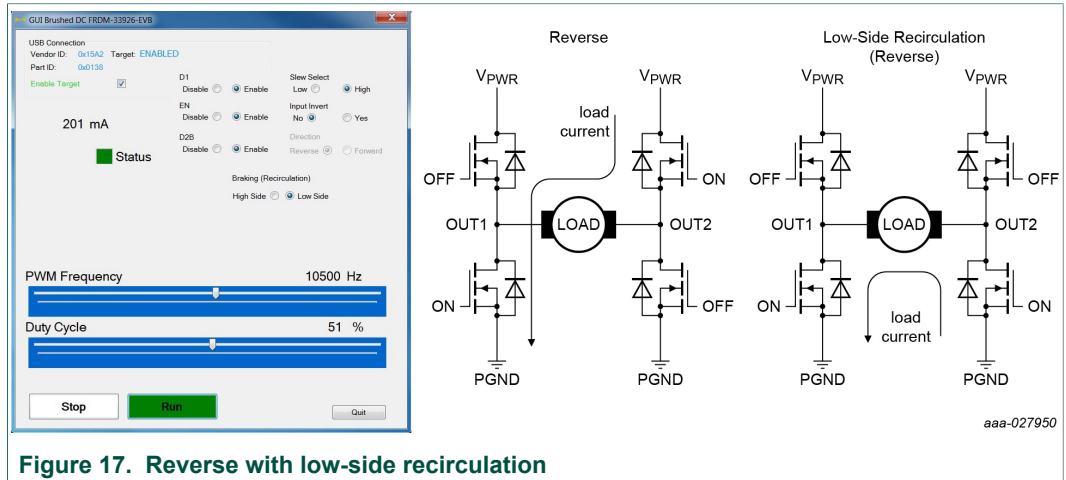 GUI Brushed DC FRDM-33926-EVB
USB Connection
Vendor ID: 0x15A2 Target: ENABLED
Part ID: 0x0138
Enable Target
201 mA
Status
D1
Disable Enable
EN
Disable Enable
D2B
Disable Enable
Slew Select
Low High
Input Invert
No Yes
Direction
Reverse Forward
Braking (Recirculation)
High Side Low Side
PWM Frequency 10500 Hz
Duty Cycle 51 %
Stop Run Quit
Reverse
VPWR VPWR
load
current
OFF ON
OUT1 LOAD OUT2
ON OFF
PGND PGND
Low-Side Recirculation
(Reverse)
VPWR VPWR
OFF OFF
OUT1 LOAD OUT2
ON ON
load
current
PGND PGND
aaa-027950
Figure 17. Reverse with low-side recirculation